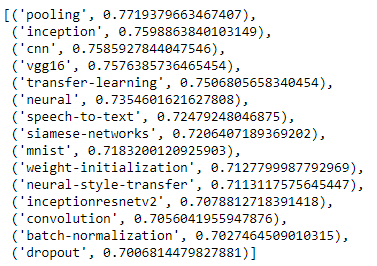 [('pooling', 0.7719379663467407),
('inception', 0.7598863840103149),
('cnn', 0.7585927844047546),
('vgg16', 0.7576385736465454),
('transfer-learning', 0.7506805658340454),
('neural', 0.7354601621627808),
('speech-to-text', 0.72479248046875),
('siamese-networks', 0.7206407189369202),
('mnist', 0.7183200120925903),
('weight-initialization', 0.7127799987792969),
('neural-style-transfer', 0.7113117575645447),
('inceptionresnetv2', 0.7078812718391418),
('convolution', 0.7056041955947876),
('batch-normalization', 0.7027464509010315),
('dropout', 0.7006814479827881)]